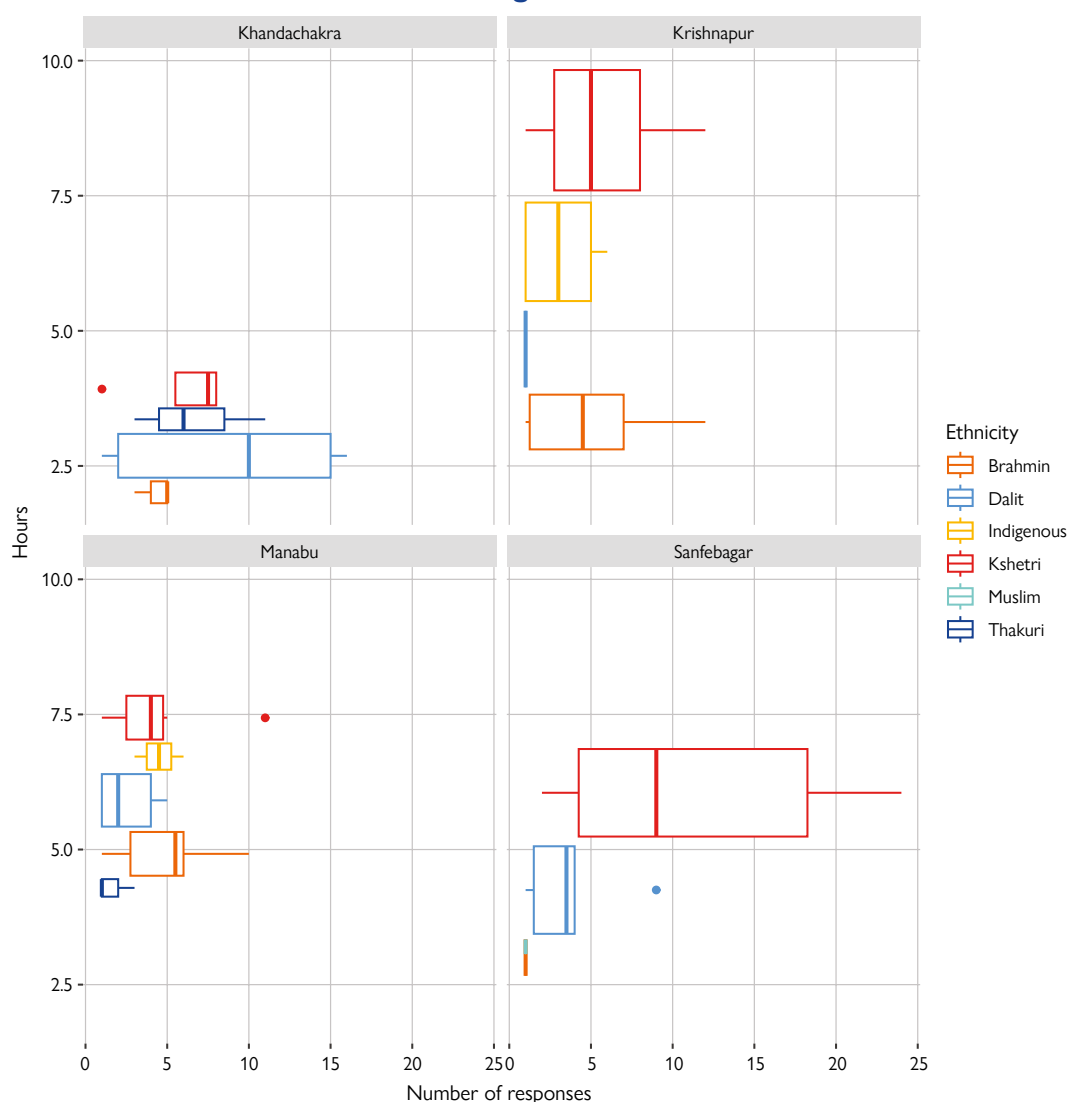 Khandachakra
Krishnapur
10.0
7.5
5.0
2.5
Hours
Manabu
Sanfebagar
10.0
7.5
5.0
2.5
0 5 10 15 20 25 0 5 10 15 20 25
Number of responses
Ethnicity
Brahmin
Dalit
Indigenous
Kshetri
Muslim
Thakuri